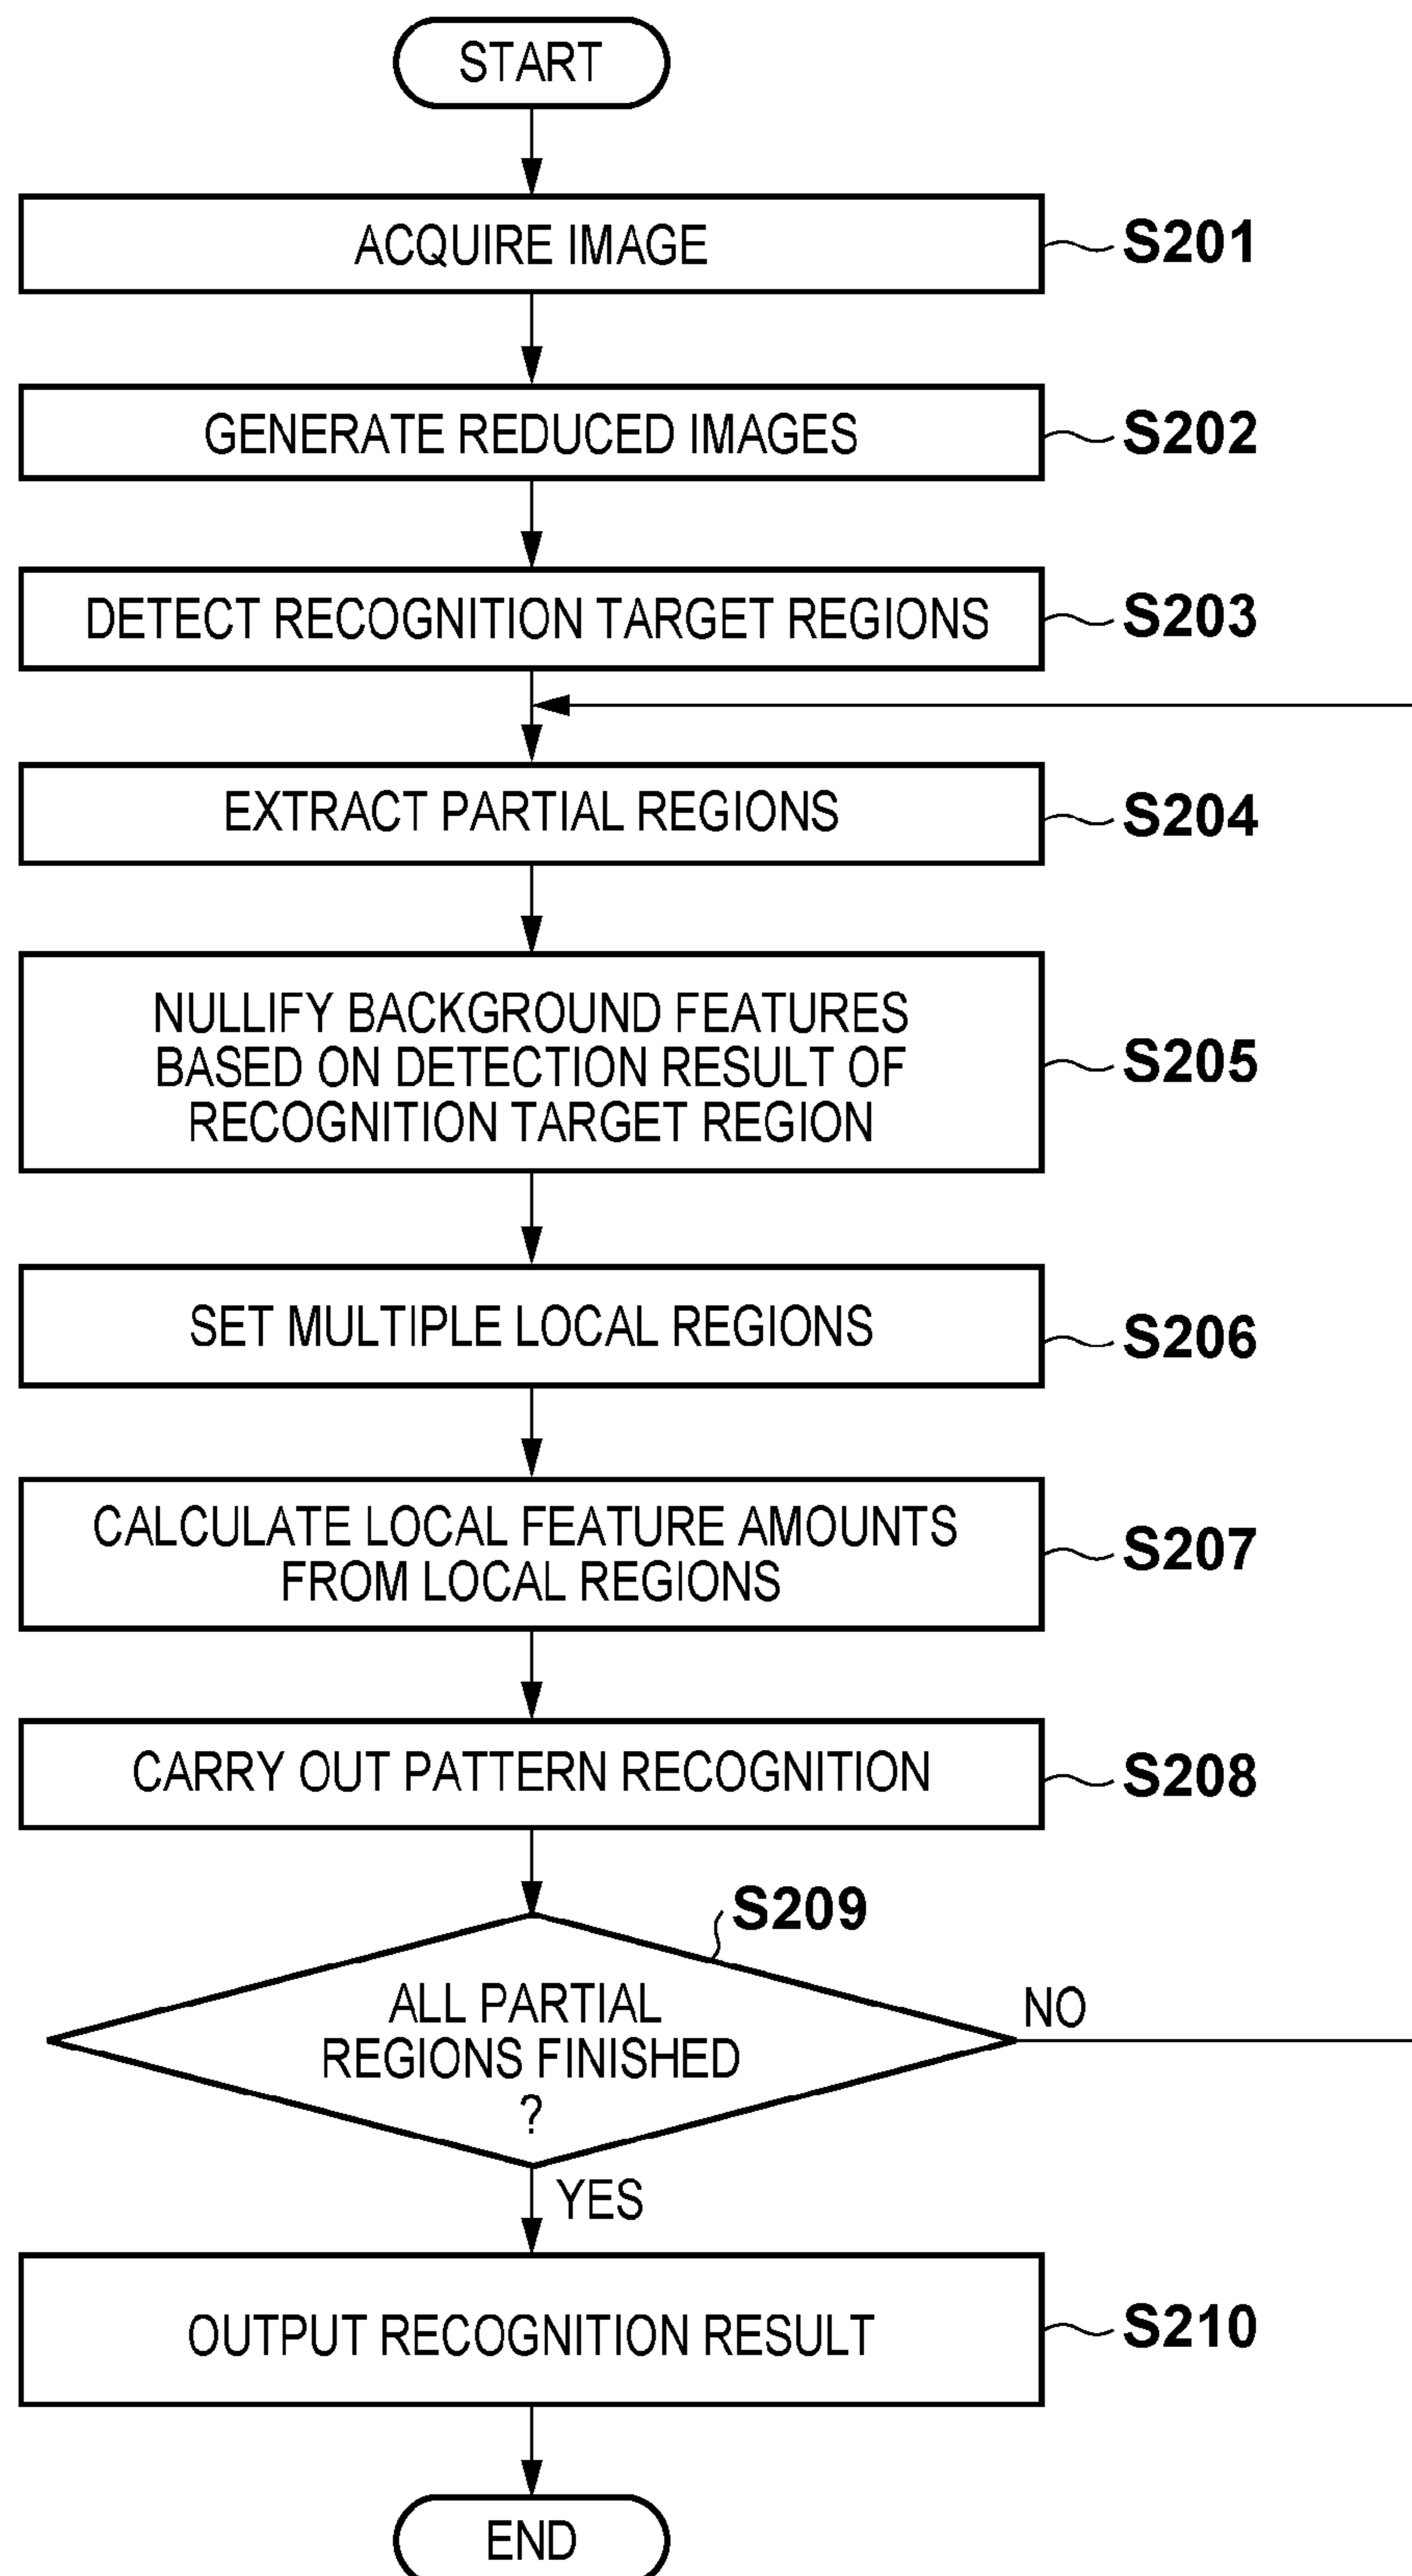 START
ACQUIRE IMAGE
S201
GENERATE REDUCED IMAGES
S202
DETECT RECOGNITION TARGET REGIONS
S203
EXTRACT PARTIAL REGIONS
S204
NULLIFY BACKGROUND FEATURES
BASED ON DETECTION RESULT OF
RECOGNITION TARGET REGION
S205
SET MULTIPLE LOCAL REGIONS
S206
CALCULATE LOCAL FEATURE AMOUNTS
FROM LOCAL REGIONS
S207
CARRY OUT PATTERN RECOGNITION
S208
S209
ALL PARTIAL
REGIONS FINISHED
?
NO
YES
OUTPUT RECOGNITION RESULT
S210
END